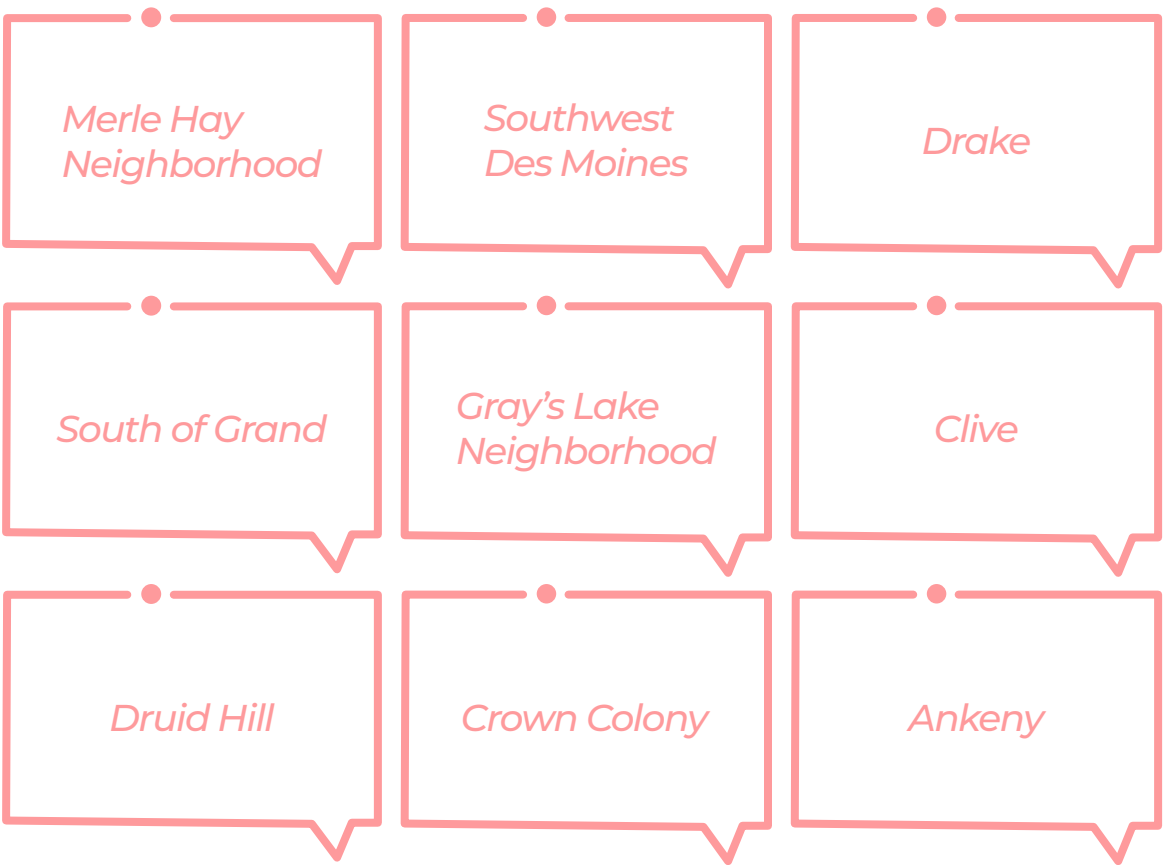 Merle Hay
Neighborhood
Southwest
Des Moines
Drake
South of Grand
Gray’s Lake
Neighborhood
Clive
Druid Hill
Crown Colony
Ankeny